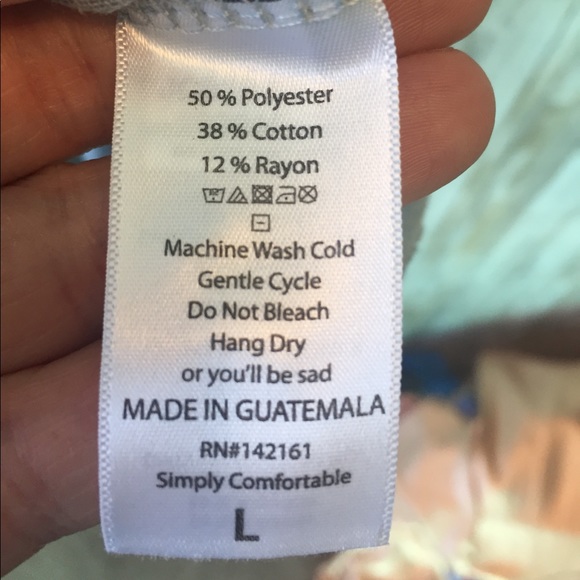 50 % Polyester
38 % Cotton
12 % Rayon
Machine Wash Cold
Gentle Cycle
Do Not Bleach
Hang Dry
or you'll be sad
MADE IN GUATEMALA
RN#142161
Simply Comfortable
L